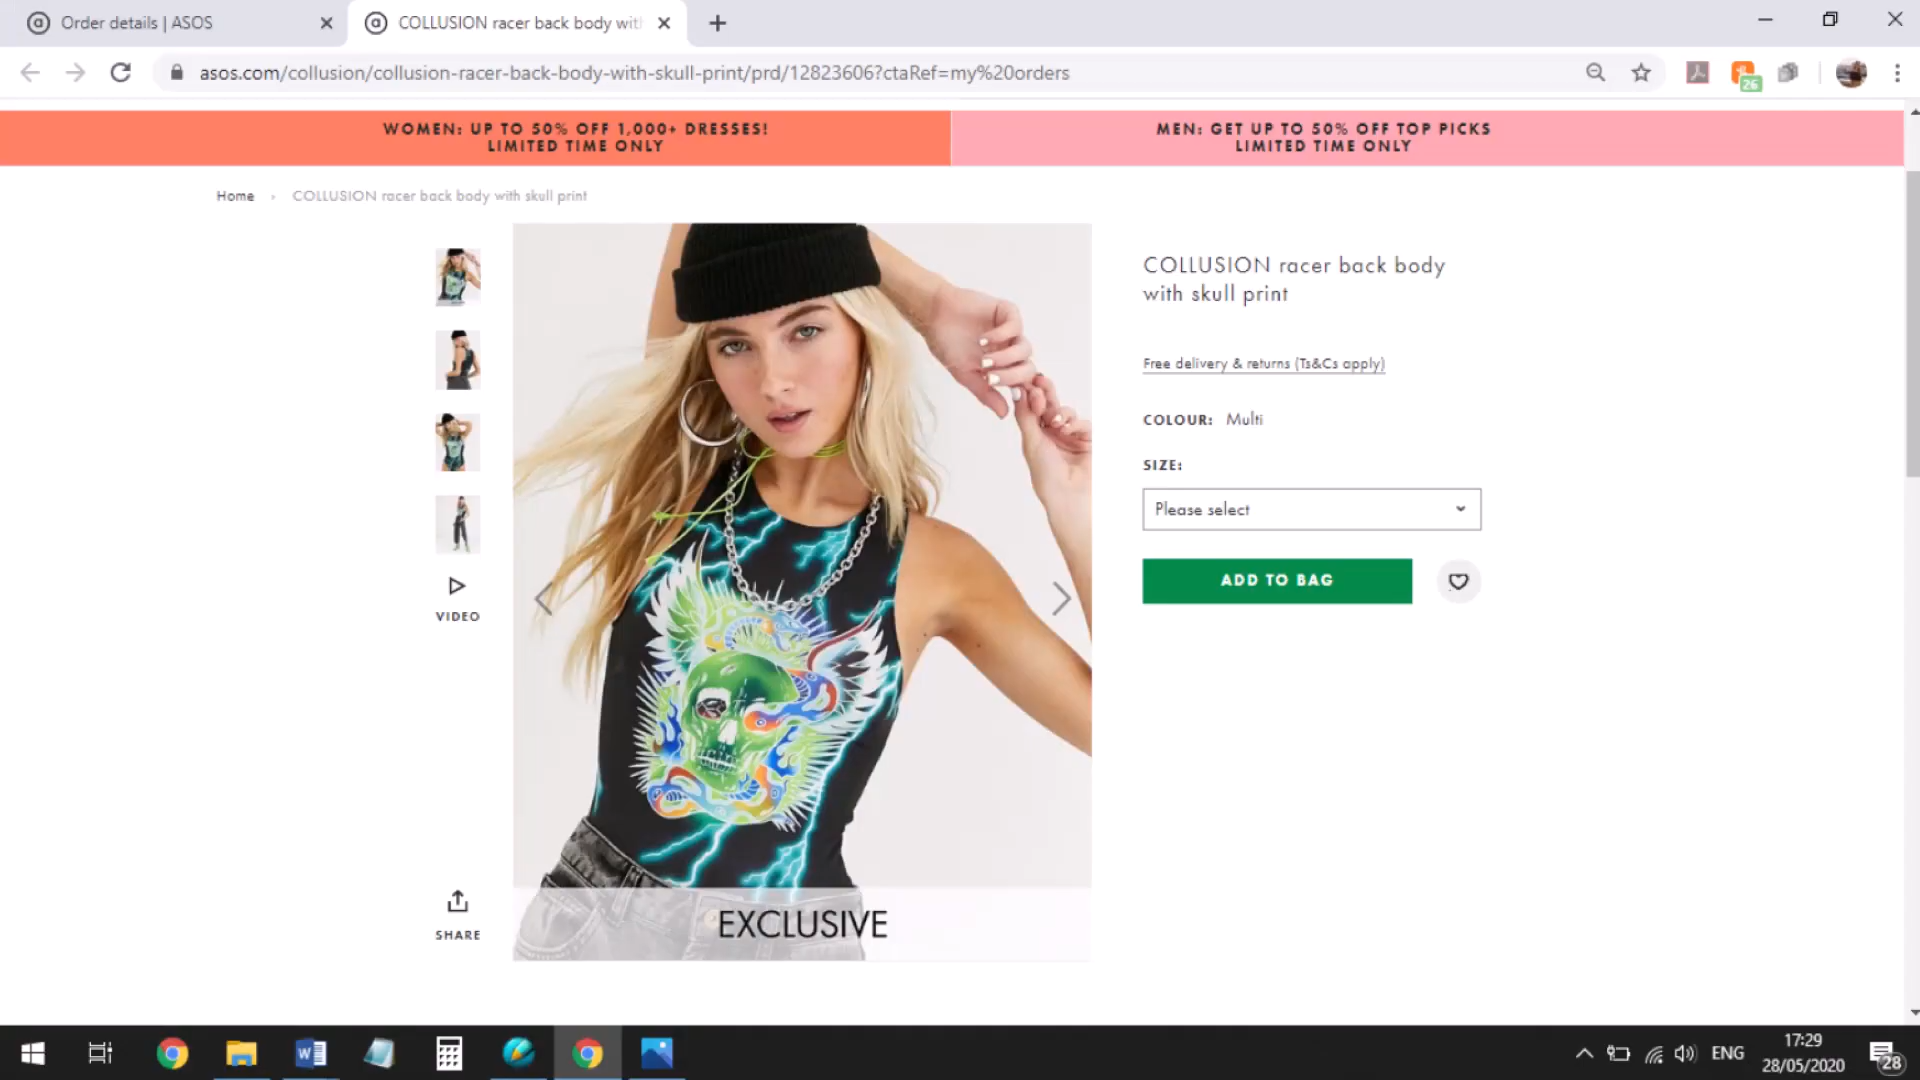 Order details | ASOS
COLLUSION racer back body wit
asos.com/collusion/collusion-racer-back-body-with-skull-print/prd/12823606?ctaRef=my%20orders
26
WOMEN: UP TO 50% OFF 1,000+ DRESSES!
LIMITED TIME ONLY
MEN: GET UP TO 50% OFF TOP PICKS
LIMITED TIME ONLY
Home › COLLUSION racer back body with skull print
COLLUSION racer back body
with skull print
Free delivery & returns (Ts&Cs apply)
COLOUR: Multi
SIZE:
Please select
ADD TO BAG
VIDEO
SHARE
EXCLUSIVE
ENG
17:29
28/05/2020
28